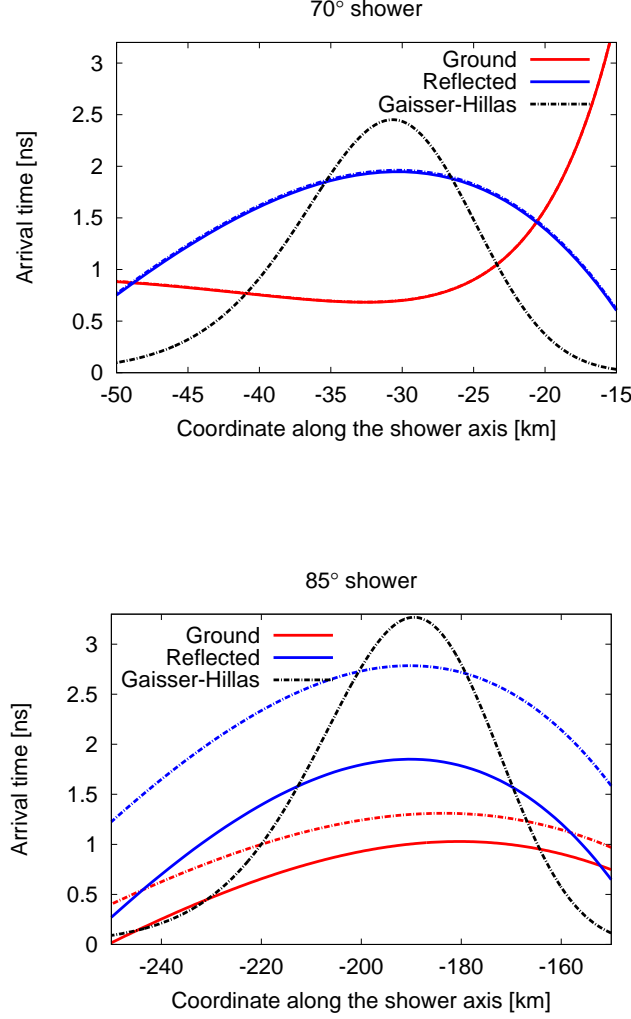 70° shower
Ground
Reflected
Gaisser-Hillas
Arrival time [ns]
3
2.5
2
1.5
1
0.5
0
-50 -45 -40 -35 -30 -25 -20 -15
Coordinate along the shower axis [km]
85° shower
Ground
Reflected
Gaisser-Hillas
Arrival time [ns]
3
2.5
2
1.5
1
0.5
0
-240 -220 -200 -180 -160
Coordinate along the shower axis [km]